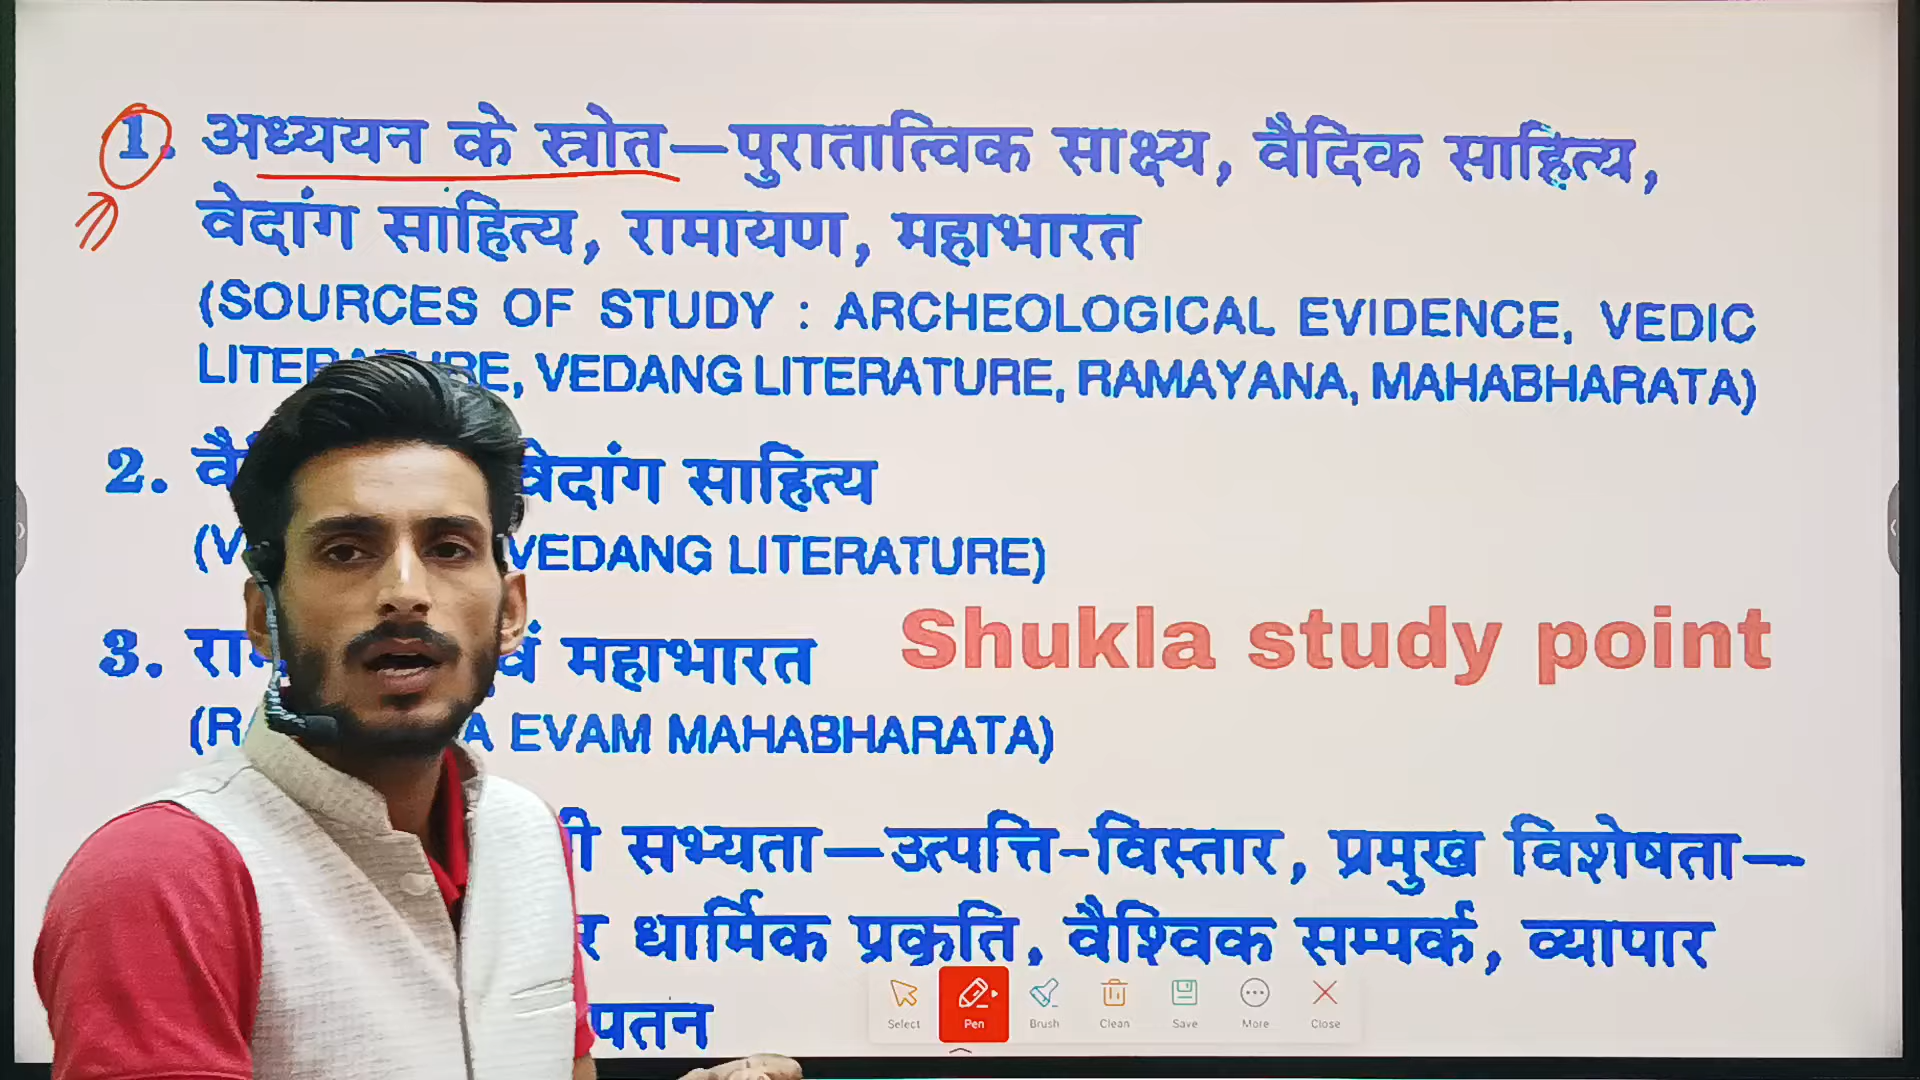 1. अध्ययन के स्त्रोत—पुरातात्विक साक्ष्य, वैदिक साहित्य,
वेदांग साहित्य, रामायण, महाभारत
(SOURCES OF STUDY : ARCHEOLOGICAL EVIDENCE, VEDIC
LITERATURE, VEDANG LITERATURE, RAMAYANA, MAHABHARATA)
2. वेदांग साहित्य
VEDANG LITERATURE)
3. महाभारत
EVAM MAHABHARATA)
Shukla study point
सभ्यता—उत्पत्ति-विस्तार, प्रमुख विशेषता—
धार्मिक प्रकृति, वैश्विक सम्पर्क, व्यापार
पतन
Select Pen Brush Clean Save More Close